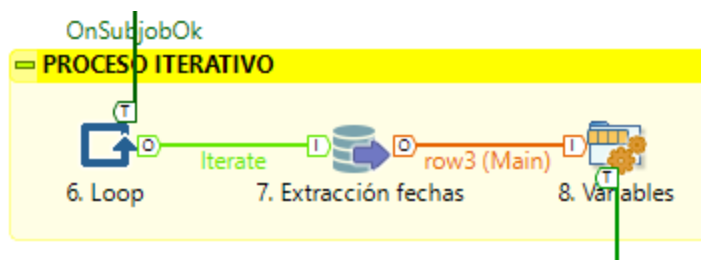 OnSubjobOk
PROCESO ITERATIVO
T
O
Iterate
I
O
row3 (Main)
I
T
6. Loop
7. Extracción fechas
8. Variables